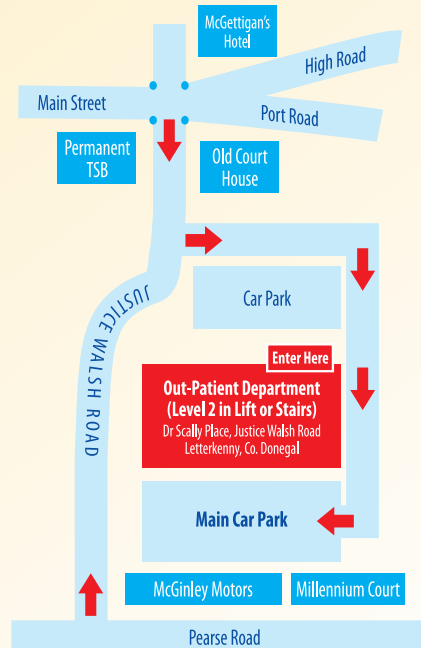 McGettigan's
Hotel
High Road
Main Street
Port Road
Permanent
TSB
Old Court
House
JUSTICE WALSH ROAD
Car Park
Enter Here
Out-Patient Department
(Level 2 in Lift or Stairs)
Dr Scally Place, Justice Walsh Road
Letterkenny, Co. Donegal
Main Car Park
McGinley Motors
Millennium Court
Pearse Road